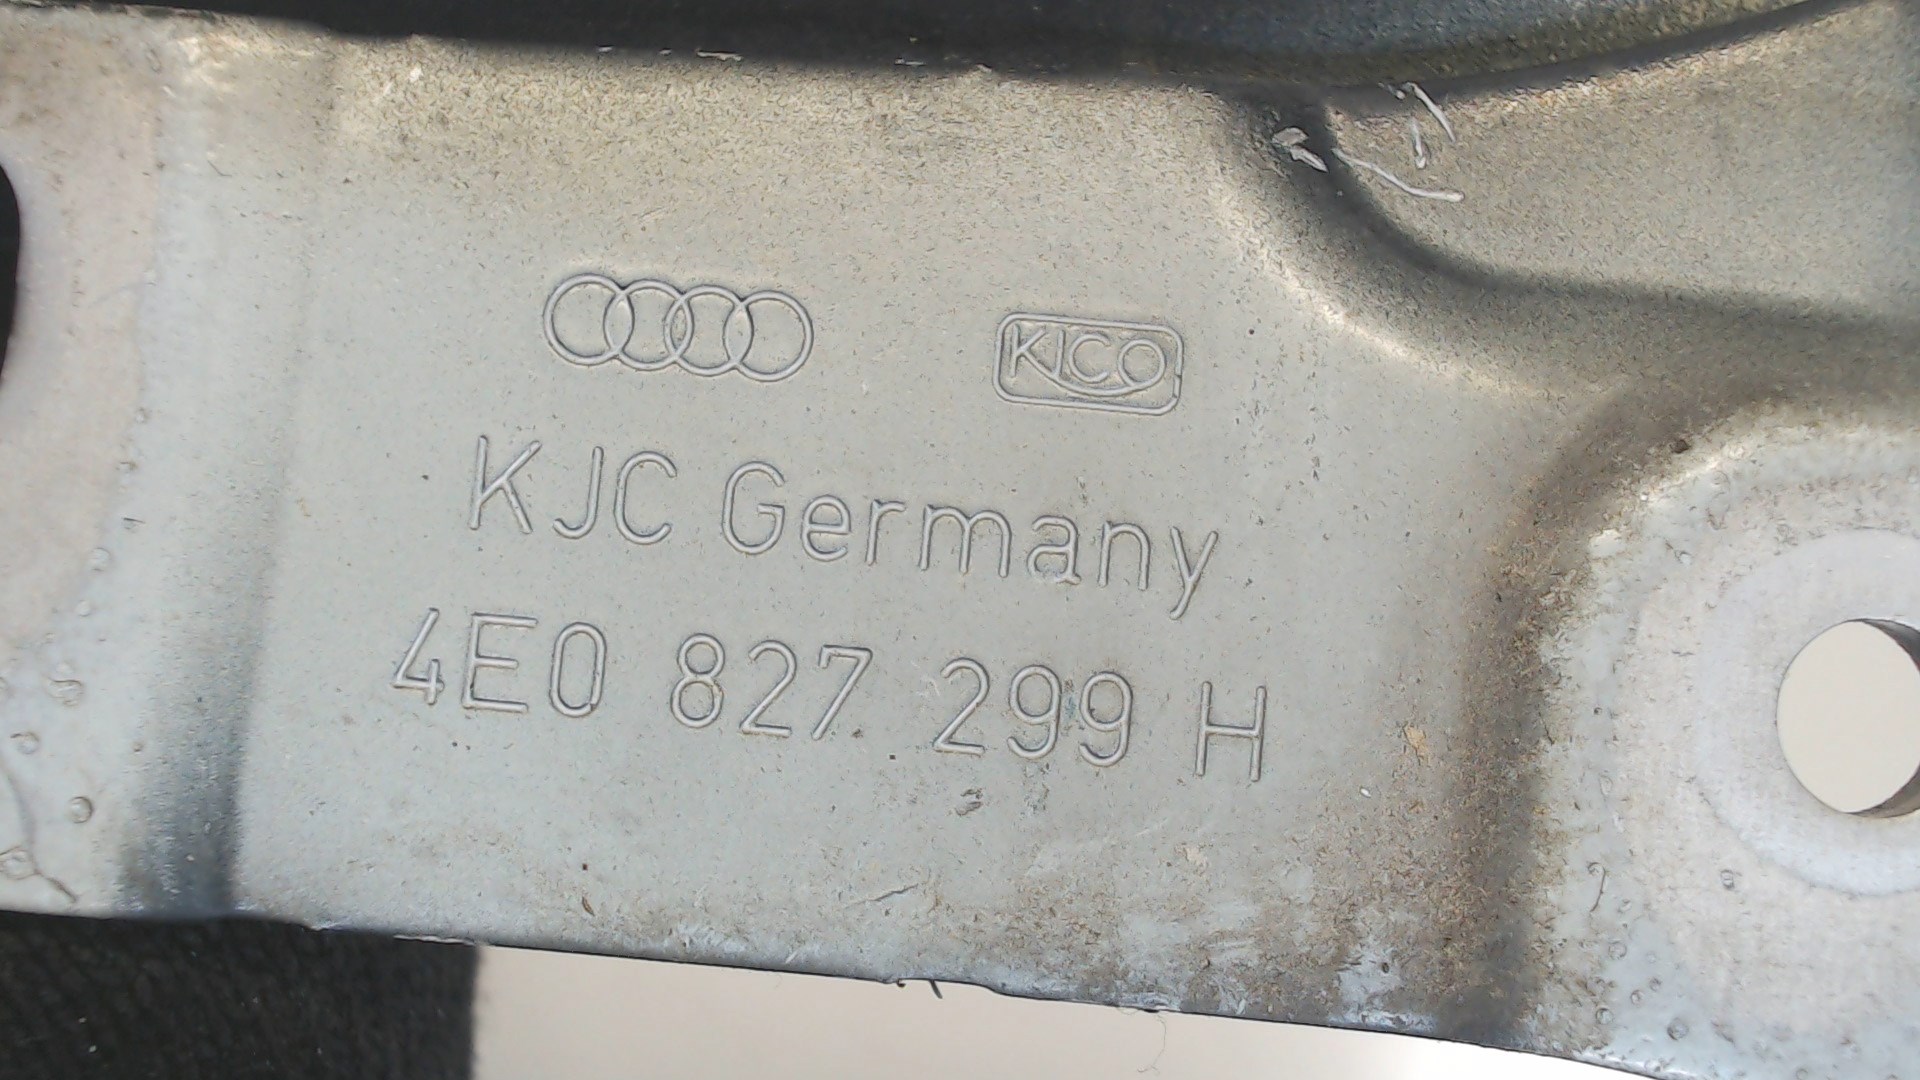 KICO
KJC Germany
4E0 827 299 H